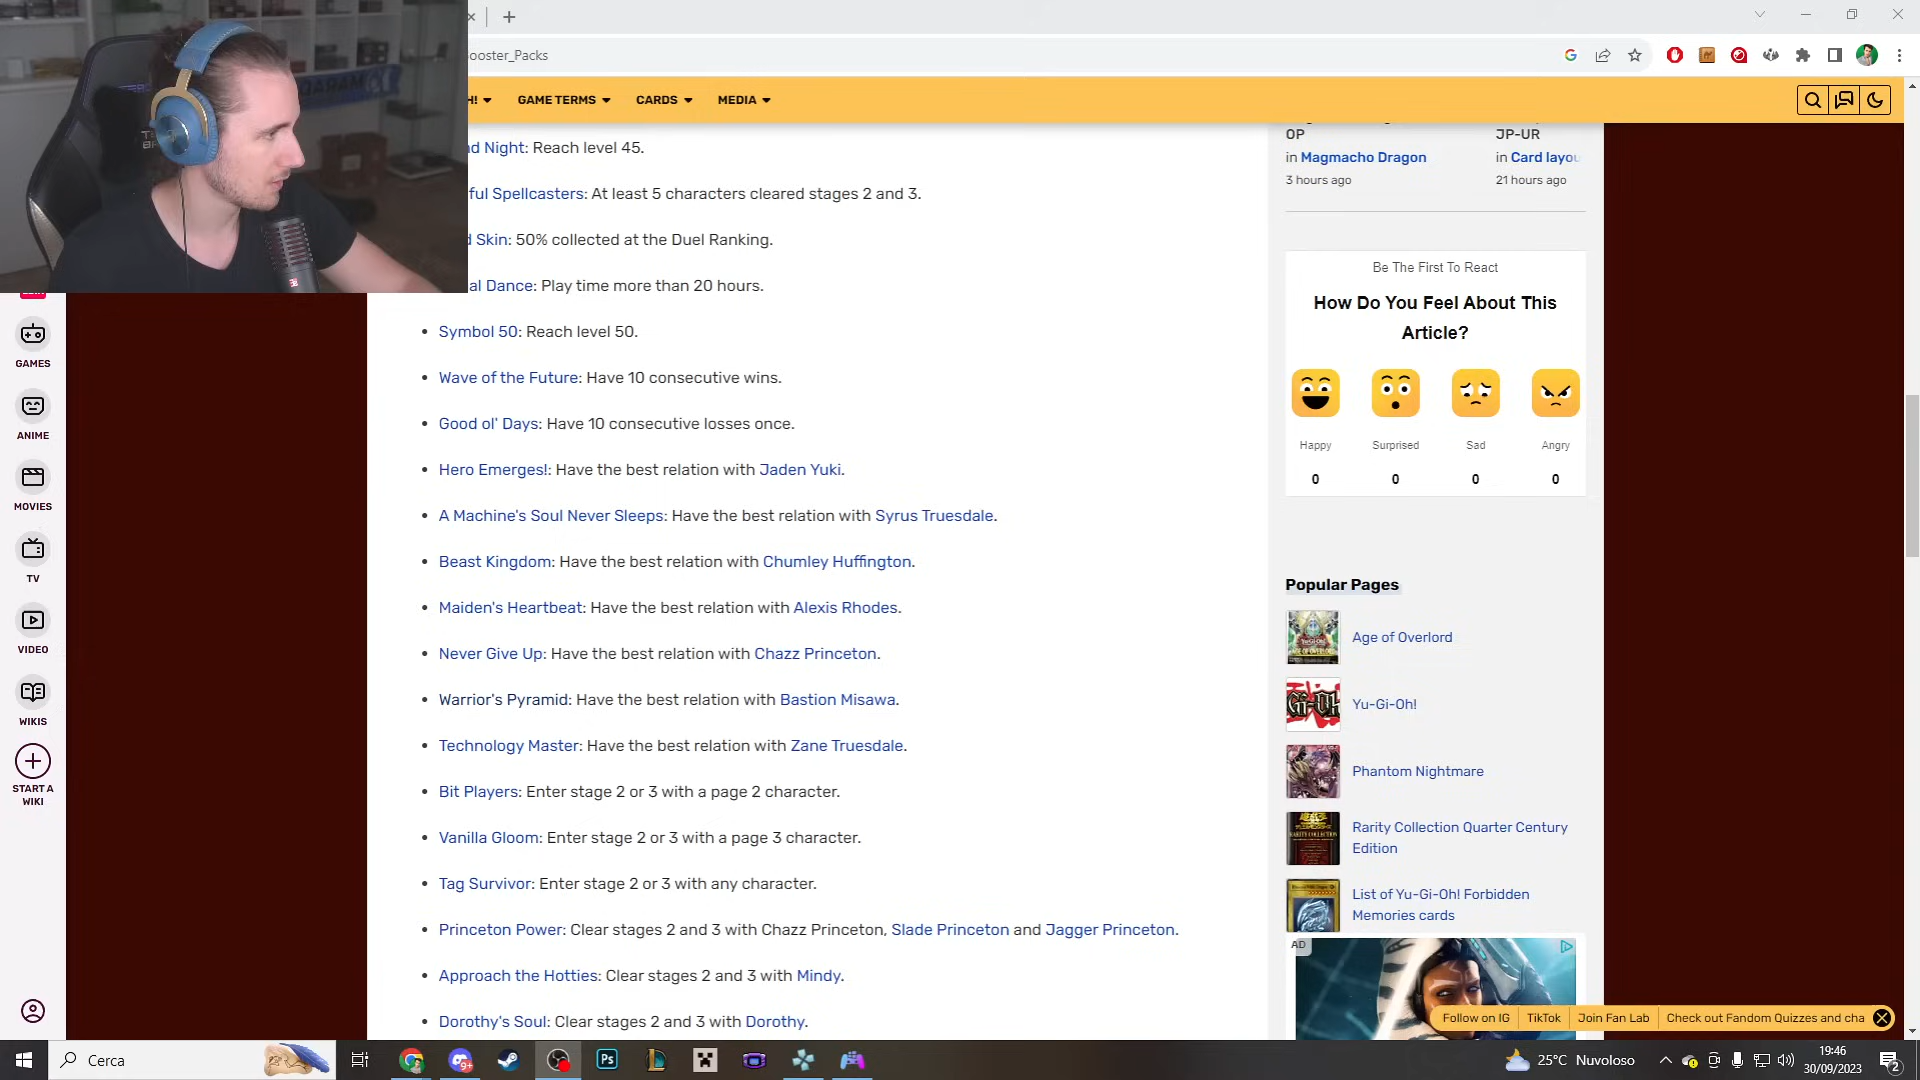 ooster_Packs
H!
GAME TERMS
CARDS
MEDIA
d Night: Reach level 45.
ful Spellcasters: At least 5 characters cleared stages 2 and 3.
d Skin: 50% collected at the Duel Ranking.
al Dance: Play time more than 20 hours.
• Symbol 50: Reach level 50.
• Wave of the Future: Have 10 consecutive wins.
• Good ol' Days: Have 10 consecutive losses once.
• Hero Emerges!: Have the best relation with Jaden Yuki.
• A Machine's Soul Never Sleeps: Have the best relation with Syrus Truesdale.
• Beast Kingdom: Have the best relation with Chumley Huffington.
• Maiden's Heartbeat: Have the best relation with Alexis Rhodes.
• Never Give Up: Have the best relation with Chazz Princeton.
• Warrior's Pyramid: Have the best relation with Bastion Misawa.
• Technology Master: Have the best relation with Zane Truesdale.
• Bit Players: Enter stage 2 or 3 with a page 2 character.
• Vanilla Gloom: Enter stage 2 or 3 with a page 3 character.
• Tag Survivor: Enter stage 2 or 3 with any character.
• Princeton Power: Clear stages 2 and 3 with Chazz Princeton, Slade Princeton and Jagger Princeton.
• Approach the Hotties: Clear stages 2 and 3 with Mindy.
• Dorothy's Soul: Clear stages 2 and 3 with Dorothy.
GAMES
ANIME
MOVIES
TV
VIDEO
WIKIS
START A
WIKI
OP
in Magmacho Dragon
3 hours ago
JP-UR
in Card layou
21 hours ago
Be The First To React
How Do You Feel About This
Article?
Happy
Surprised
Sad
Angry
0
0
0
0
Popular Pages
Age of Overlord
Yu-Gi-Oh!
Phantom Nightmare
Rarity Collection Quarter Century
Edition
List of Yu-Gi-Oh! Forbidden
Memories cards
AD
Follow on IG
TikTok
Join Fan Lab
Check out Fandom Quizzes and cha
Cerca
9+
Ps
25°C Nuvoloso
19:46
30/09/2023
2